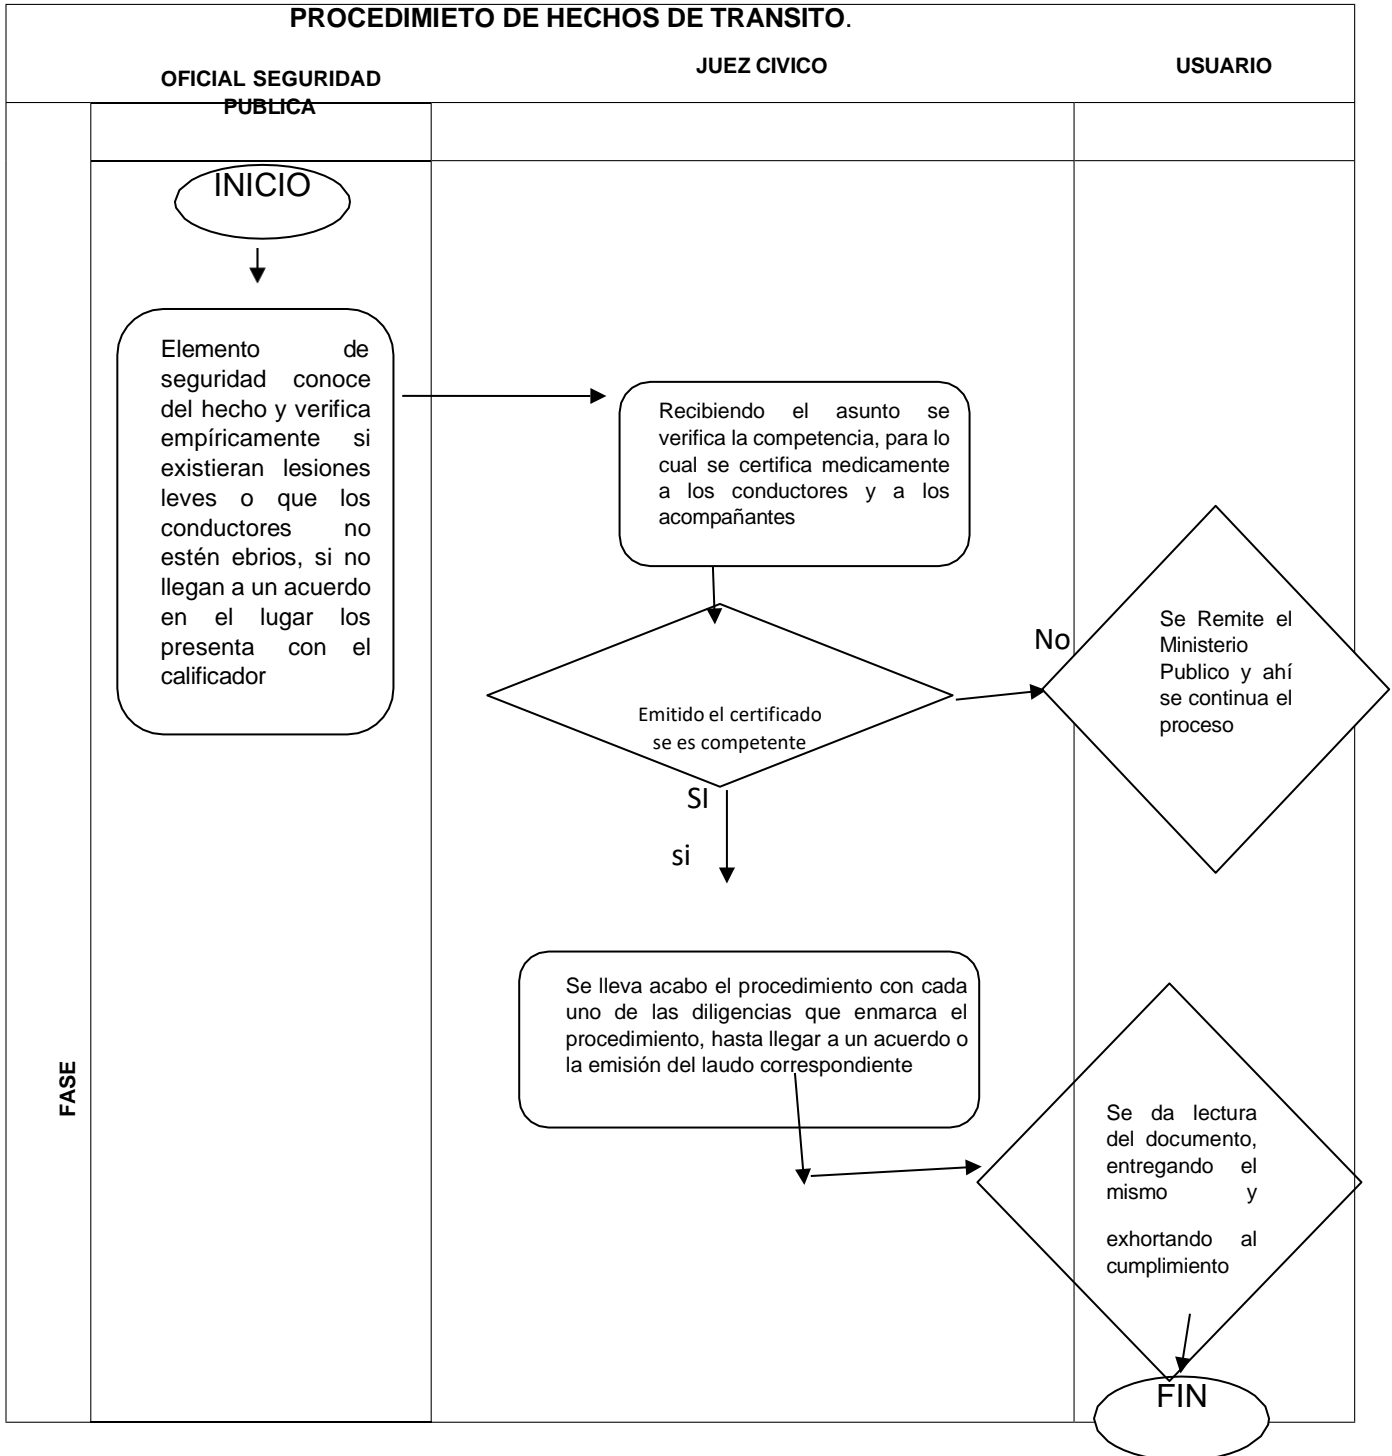 PROCEDIMIETO DE HECHOS DE TRANSITO.
OFICIAL SEGURIDAD
PUBLICA
JUEZ CIVICO
USUARIO
INICIO
Elemento de
seguridad conoce
del hecho y verifica
empíricamente si
existieran lesiones
leves o que los
conductores no
estén ebrios, si no
llegan a un acuerdo
en el lugar los
presenta con el
calificador
Recibiendo el asunto se
verifica la competencia, para lo
cual se certifica medicamente
a los conductores y a los
acompañantes
Emitido el certificado
se es competente
No
Se Remite el
Ministerio
Publico y ahí
se continua el
proceso
SI
si
Se lleva acabo el procedimiento con cada
uno de las diligencias que enmarca el
procedimiento, hasta llegar a un acuerdo o
la emisión del laudo correspondiente
FASE
Se da lectura
del documento,
entregando el
mismo y
exhortando al
cumplimiento
FIN